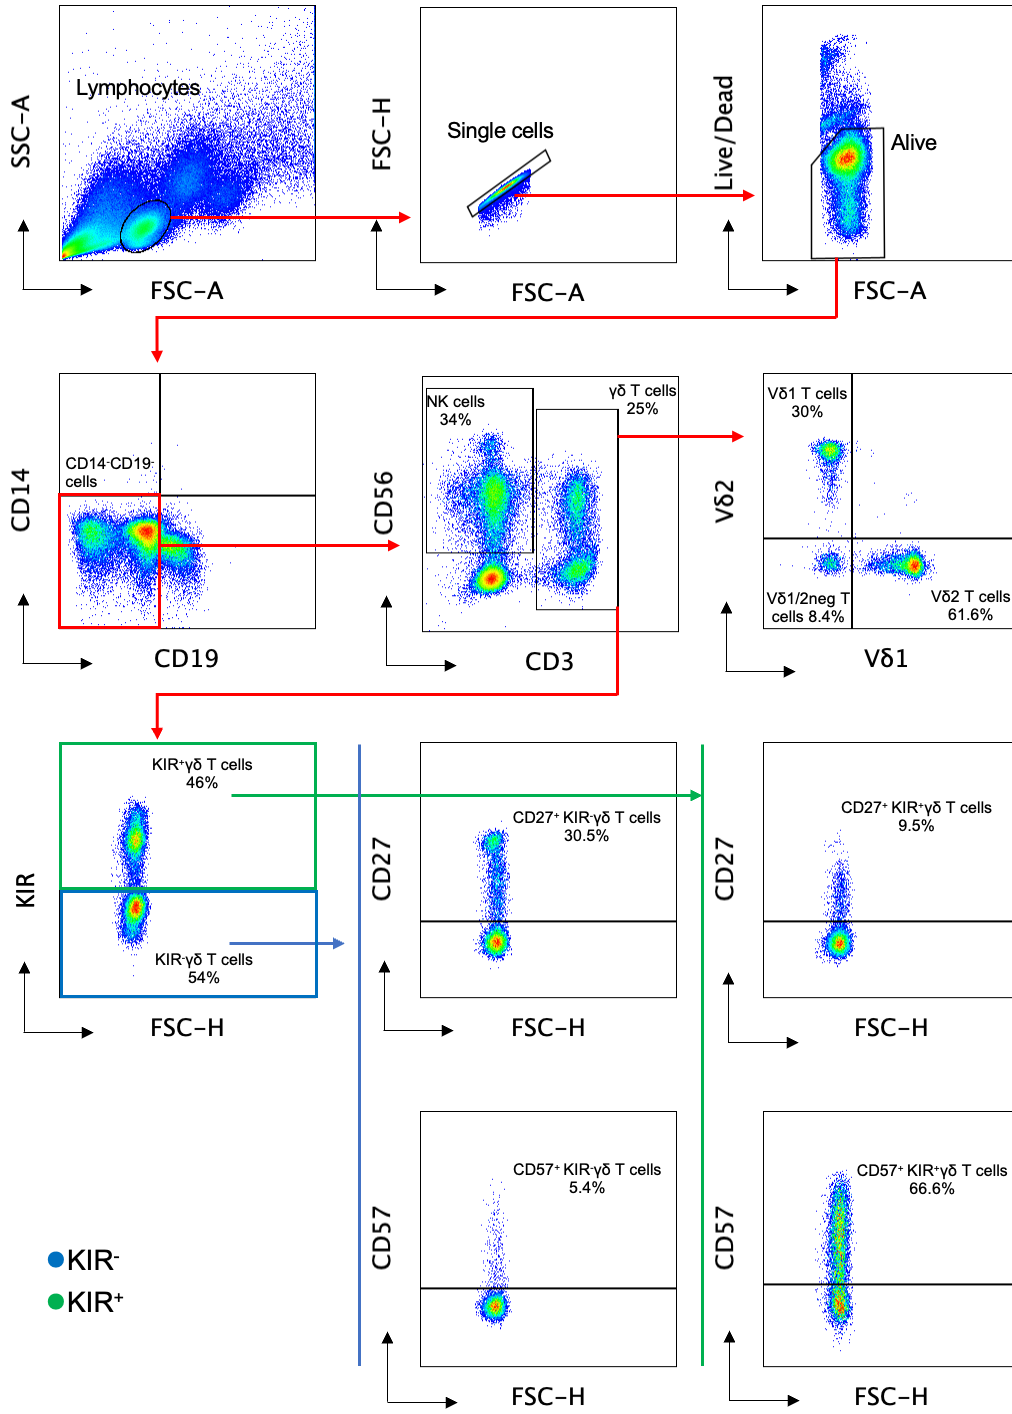 SSC-A
Lymphocytes
FSC-A
FSC-H
Single cells
FSC-A
Live/Dead
Alive
FSC-A
CD14
CD14-CD19-
cells
CD19
CD56
NK cells
34%
γδ T cells
25%
CD3
Vδ2
Vδ1 T cells
30%
Vδ1/2neg T
cells 8.4%
Vδ2 T cells
61.6%
Vδ1
KIR
KIR+γδ T cells
46%
KIR-γδ T cells
54%
FSC-H
CD27
CD27+ KIR-γδ T cells
30.5%
FSC-H
CD27
CD27+ KIR+γδ T cells
9.5%
FSC-H
CD57
CD57+ KIR-γδ T cells
5.4%
FSC-H
CD57
CD57+ KIR+γδ T cells
66.6%
FSC-H
KIR-
KIR+